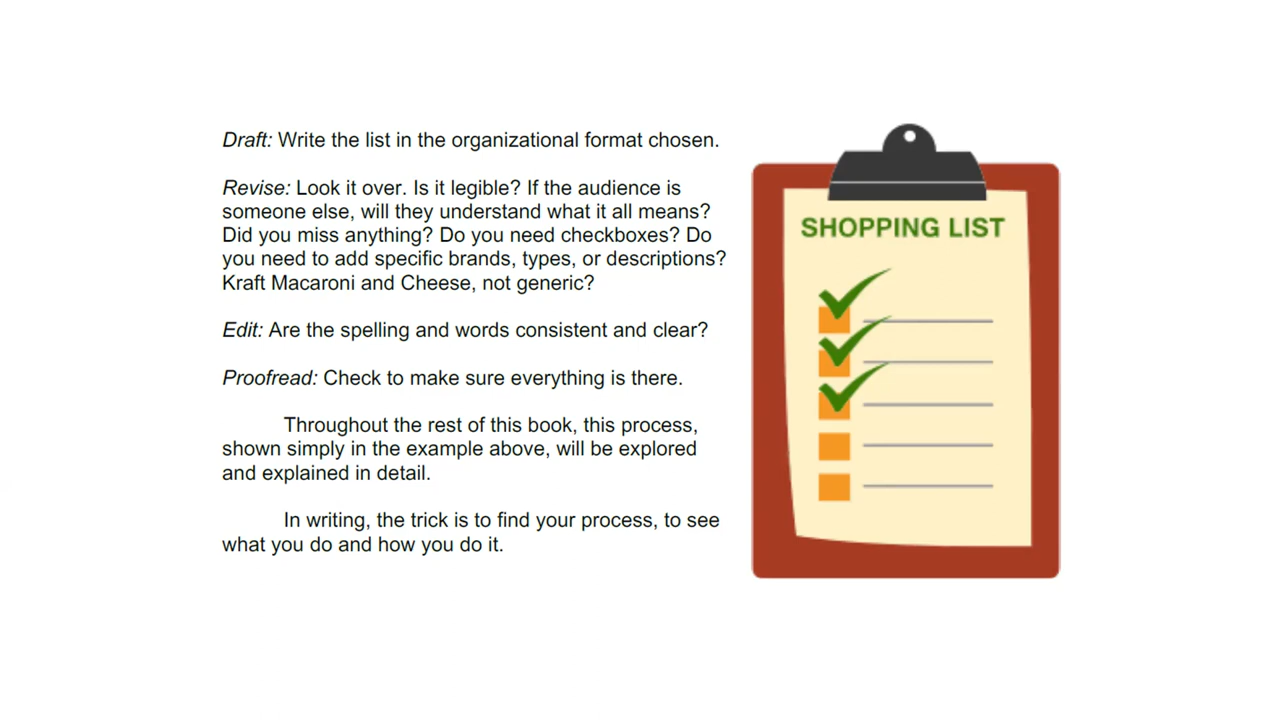 Draft: Write the list in the organizational format chosen.
Revise: Look it over. Is it legible? If the audience is
someone else, will they understand what it all means?
Did you miss anything? Do you need checkboxes? Do
you need to add specific brands, types, or descriptions?
Kraft Macaroni and Cheese, not generic?
Edit: Are the spelling and words consistent and clear?
Proofread: Check to make sure everything is there.
Throughout the rest of this book, this process,
shown simply in the example above, will be explored
and explained in detail.
In writing, the trick is to find your process, to see
what you do and how you do it.
SHOPPING LIST